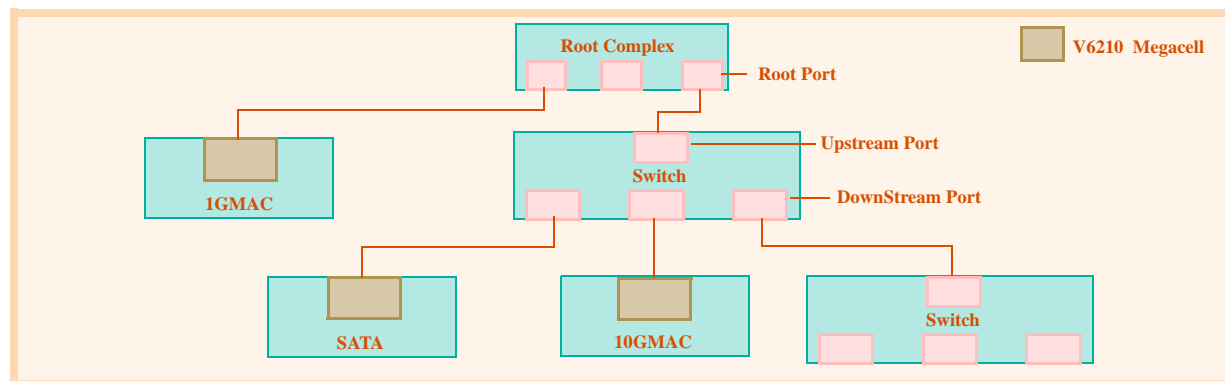 Root Complex
V6210 Megacell
Root Port
Upstream Port
Switch
1GMAC
DownStream Port
Switch
SATA
10GMAC